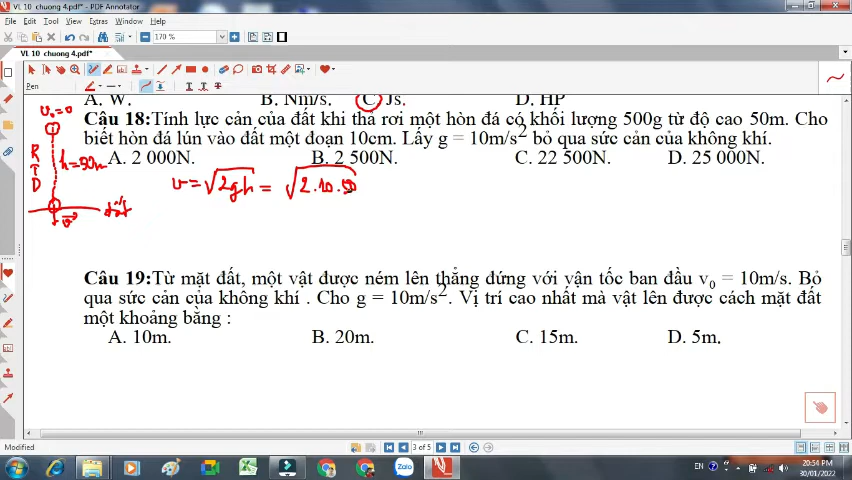 VL 10 chuong 4.pdf* - PDF Annotator
File Edit View Tool Zoom Extras Window Help
170 %
VL 10 chuong 4.pdf*
Pen
A. W. B. Nm/s. C. Js. D. HP
Câu 18:Tính lực cản của đất khi thả rơi một hòn đá có khối lượng 500g từ độ cao 50m. Cho
biết hòn đá lún vào đất một đoạn 10cm. Lấy g = 10m/s2 bỏ qua sức cản của không khí.
A. 2 000N. B. 2 500N. C. 22 500N. D. 25 000N.
v₀=0
R
T
D
h=50m
đất
v
v = √2gh = √2.10.50
Câu 19:Từ mặt đất, một vật được ném lên thẳng đứng với vận tốc ban đầu v0 = 10m/s. Bỏ
qua sức cản của không khí . Cho g = 10m/s2. Vị trí cao nhất mà vật lên được cách mặt đất
một khoảng bằng :
A. 10m. B. 20m. C. 15m. D. 5m.
Modified
3 of 5
Zalo
EN
20:54 PM
30/01/2022